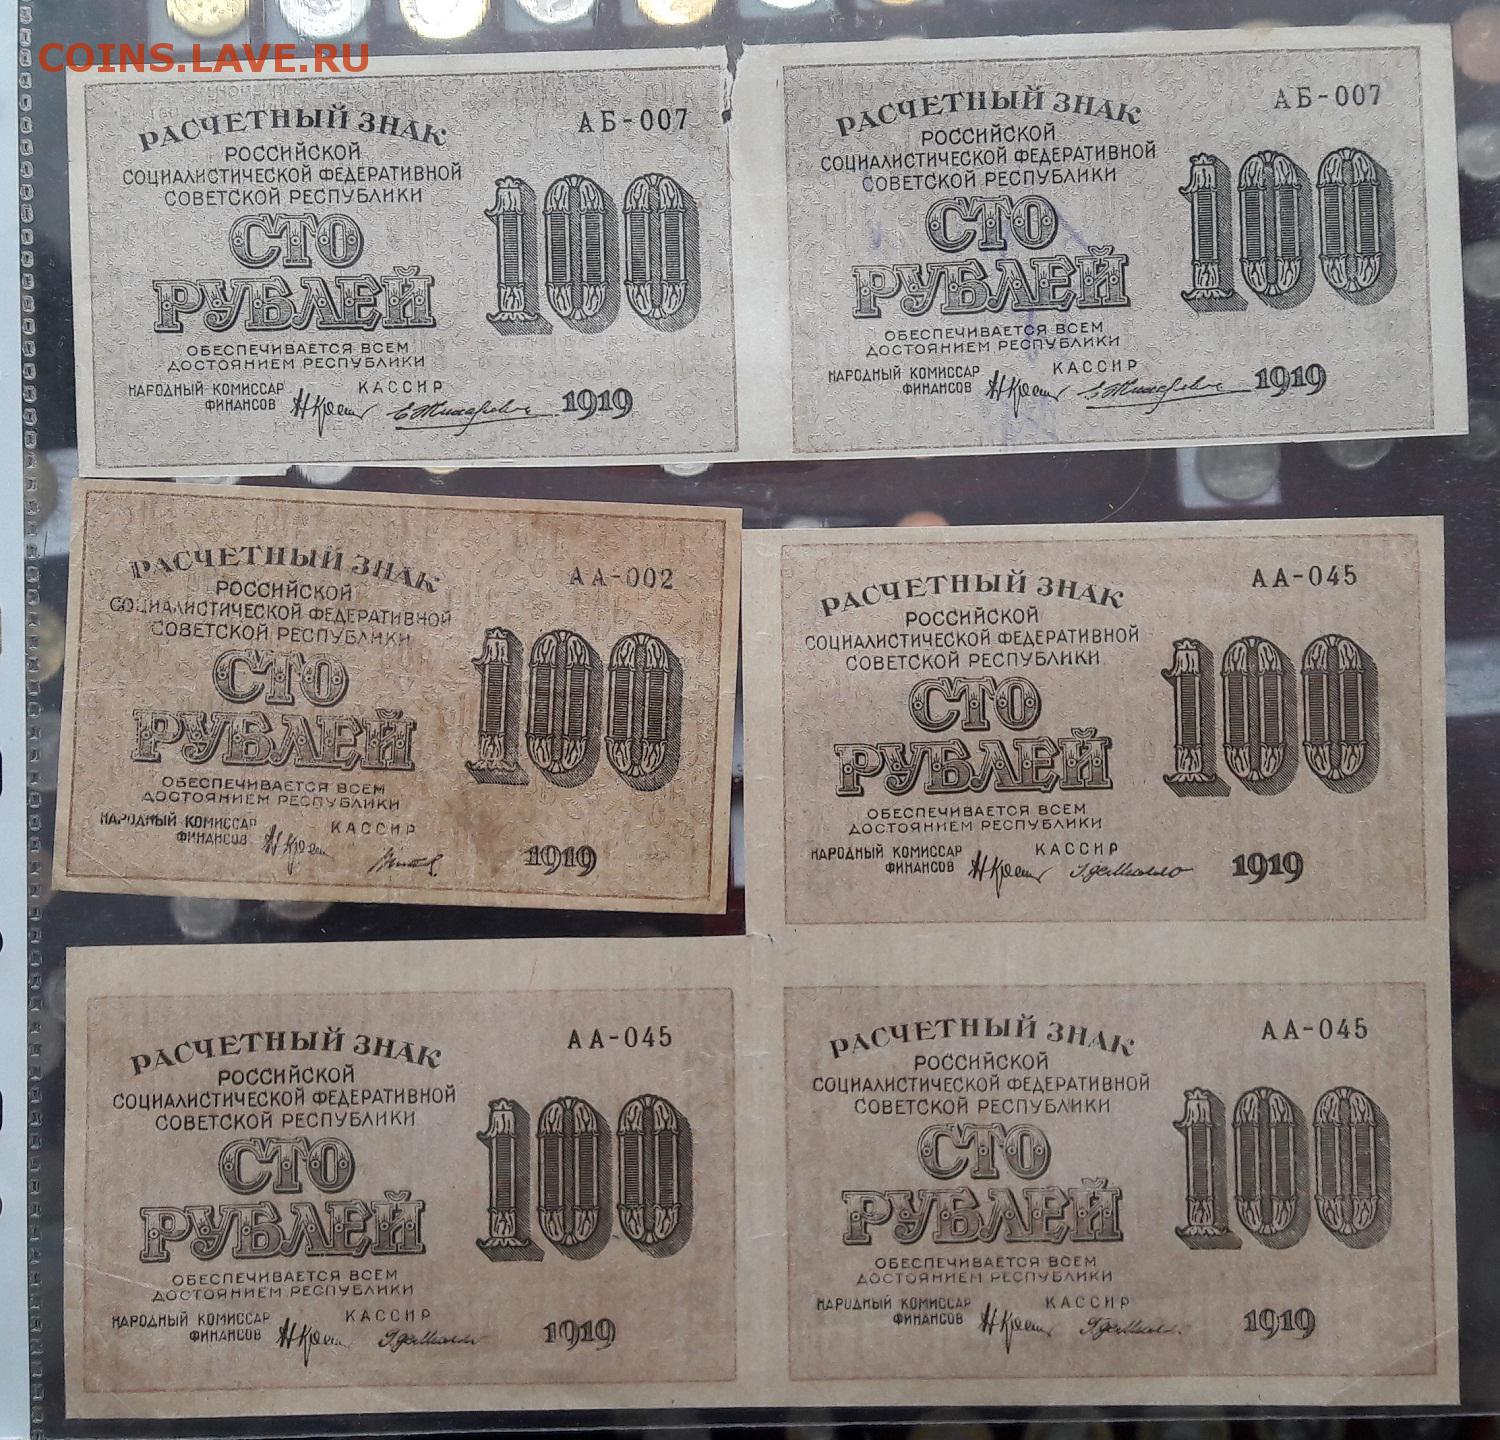 COINS.LAVE.RU
РАСЧЕТНЫЙ ЗНАК
АБ-007
РОССИЙСКОЙ
СОЦИАЛИСТИЧЕСКОЙ ФЕДЕРАТИВНОЙ
СОВЕТСКОЙ РЕСПУБЛИКИ
СТО
РУБЛЕЙ
100
ОБЕСПЕЧИВАЕТСЯ ВСЕМ
ДОСТОЯНИЕМ РЕСПУБЛИКИ
НАРОДНЫЙ КОМИССАР
ФИНАНСОВ
КАССИР
1919
РАСЧЕТНЫЙ ЗНАК
АБ-007
РОССИЙСКОЙ
СОЦИАЛИСТИЧЕСКОЙ ФЕДЕРАТИВНОЙ
СОВЕТСКОЙ РЕСПУБЛИКИ
СТО
РУБЛЕЙ
100
ОБЕСПЕЧИВАЕТСЯ ВСЕМ
ДОСТОЯНИЕМ РЕСПУБЛИКИ
НАРОДНЫЙ КОМИССАР
ФИНАНСОВ
КАССИР
1919
РАСЧЕТНЫЙ ЗНАК
АА-002
РОССИЙСКОЙ
СОЦИАЛИСТИЧЕСКОЙ ФЕДЕРАТИВНОЙ
СОВЕТСКОЙ РЕСПУБЛИКИ
СТО
РУБЛЕЙ
100
ОБЕСПЕЧИВАЕТСЯ ВСЕМ
ДОСТОЯНИЕМ РЕСПУБЛИКИ
НАРОДНЫЙ КОМИССАР
ФИНАНСОВ
КАССИР
1919
РАСЧЕТНЫЙ ЗНАК
АА-045
РОССИЙСКОЙ
СОЦИАЛИСТИЧЕСКОЙ ФЕДЕРАТИВНОЙ
СОВЕТСКОЙ РЕСПУБЛИКИ
СТО
РУБЛЕЙ
100
ОБЕСПЕЧИВАЕТСЯ ВСЕМ
ДОСТОЯНИЕМ РЕСПУБЛИКИ
НАРОДНЫЙ КОМИССАР
ФИНАНСОВ
КАССИР
1919
РАСЧЕТНЫЙ ЗНАК
АА-045
РОССИЙСКОЙ
СОЦИАЛИСТИЧЕСКОЙ ФЕДЕРАТИВНОЙ
СОВЕТСКОЙ РЕСПУБЛИКИ
СТО
РУБЛЕЙ
100
ОБЕСПЕЧИВАЕТСЯ ВСЕМ
ДОСТОЯНИЕМ РЕСПУБЛИКИ
НАРОДНЫЙ КОМИССАР
ФИНАНСОВ
КАССИР
1919
РАСЧЕТНЫЙ ЗНАК
АА-045
РОССИЙСКОЙ
СОЦИАЛИСТИЧЕСКОЙ ФЕДЕРАТИВНОЙ
СОВЕТСКОЙ РЕСПУБЛИКИ
СТО
РУБЛЕЙ
100
ОБЕСПЕЧИВАЕТСЯ ВСЕМ
ДОСТОЯНИЕМ РЕСПУБЛИКИ
НАРОДНЫЙ КОМИССАР
ФИНАНСОВ
КАССИР
1919